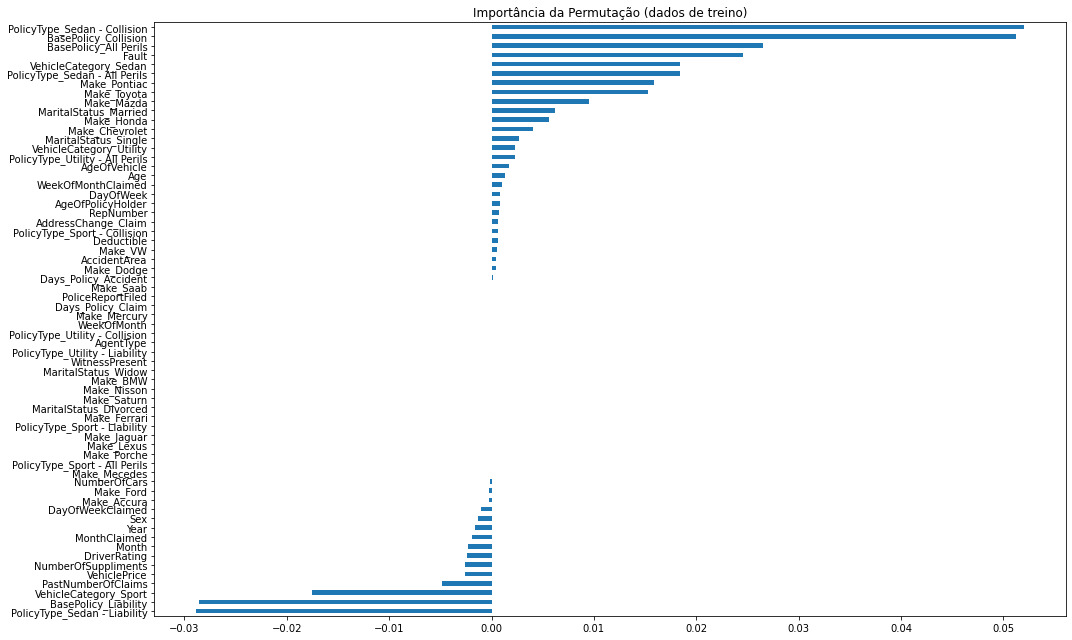 Importância da Permutação (dados de treino)
PolicyType_Sedan - Collision
BasePolicy_Collision
BasePolicy_All Perils
Fault
VehicleCategory_Sedan
PolicyType_Sedan - All Perils
Make_Pontiac
Make_Toyota
Make_Mazda
MaritalStatus_Married
Make_Honda
Make_Chevrolet
MaritalStatus_Single
VehicleCategory_Utility
PolicyType_Utility - All Perils
AgeOfVehicle
Age
WeekOfMonthClaimed
DayOfWeek
AgeOfPolicyHolder
RepNumber
AddressChange_Claim
PolicyType_Sport - Collision
Deductible
Make_VW
AccidentArea
Make_Dodge
Days_Policy_Accident
Make_Saab
PoliceReportFiled
Days_Policy_Claim
Make_Mercury
WeekOfMonth
PolicyType_Utility - Collision
AgentType
PolicyType_Utility - Liability
WitnessPresent
MaritalStatus_Widow
Make_BMW
Make_Nisson
Make_Saturn
MaritalStatus_Divorced
Make_Ferrari
PolicyType_Sport - Liability
Make_Jaguar
Make_Lexus
Make_Porche
PolicyType_Sport - All Perils
Make_Mecedes
NumberOfCars
Make_Ford
Make_Accura
DayOfWeekClaimed
Sex
Year
MonthClaimed
Month
DriverRating
NumberOfSuppliments
VehiclePrice
PastNumberOfClaims
VehicleCategory_Sport
BasePolicy_Liability
PolicyType_Sedan - Liability
−0.03 −0.02 −0.01 0.00 0.01 0.02 0.03 0.04 0.05